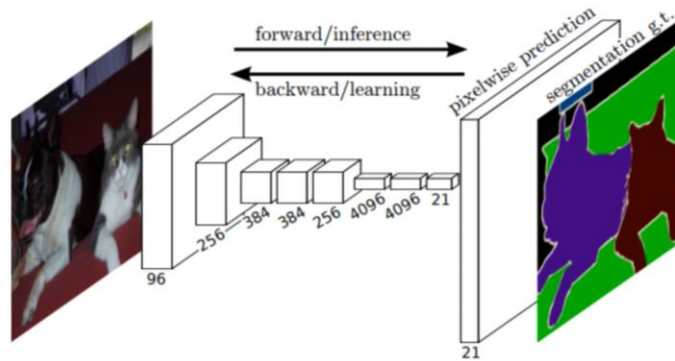 forward/inference
backward/learning
pixelwise prediction
segmentation g.t.
96
256
384
384
256
4096
4096
21
21